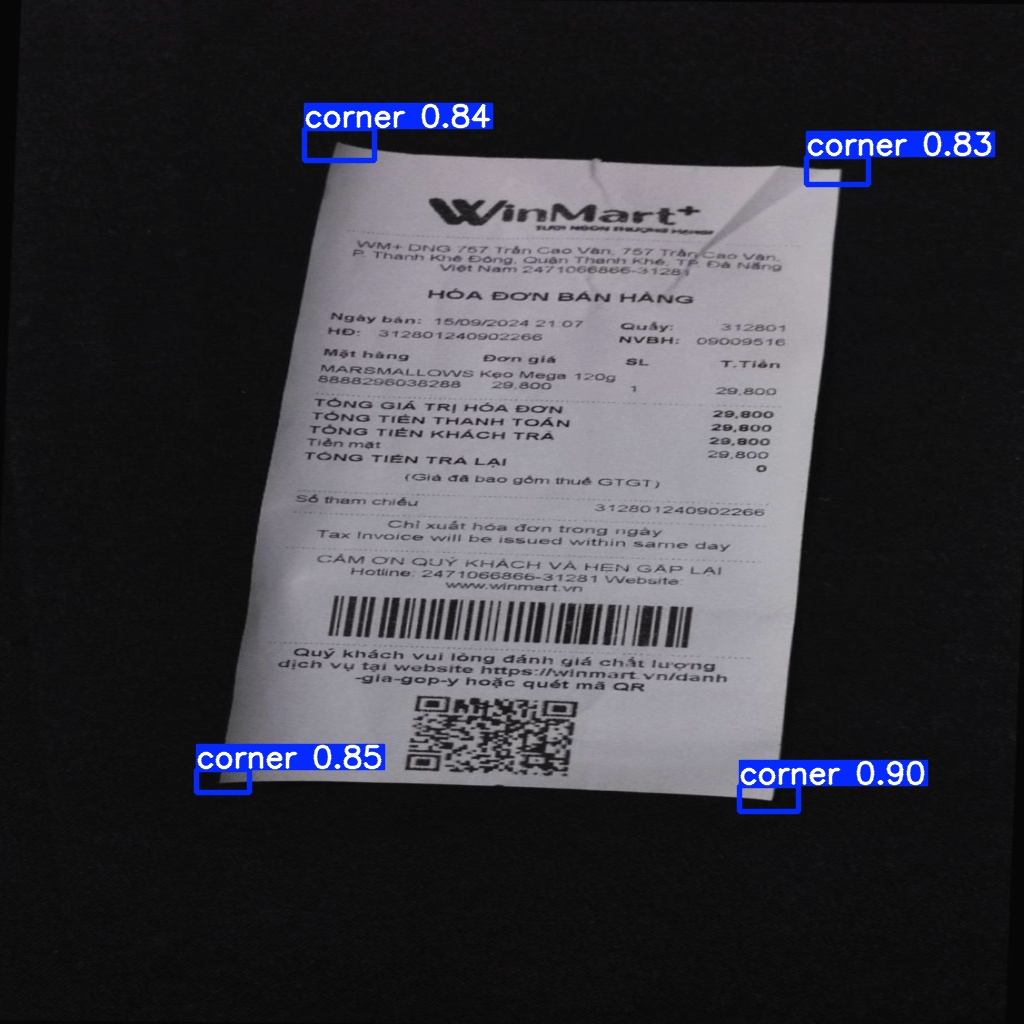 corner 0.84
corner 0.83
WinMart+
TƯƠI NGON THƯỢNG HẠNG
WM+ DNG 757 Trần Cao Vân, 757 Trần Cao Vân,
P. Thanh Khê Đông, Quận Thanh Khê, TP. Đà Nẵng
Việt Nam 2471066866-31281
HÓA ĐƠN BÁN HÀNG
Ngày bán: 15/09/2024 21:07 Quầy: 312801
HĐ: 312801240902266 NVBH: 09009516
Mặt hàng Đơn giá SL T.Tiền
MARSMALLOWS Kẹo Mega 120g
8888296038288 29,800 1 29,800
TỔNG GIÁ TRỊ HÓA ĐƠN 29,800
TỔNG TIỀN THANH TOÁN 29,800
TỔNG TIỀN KHÁCH TRẢ 29,800
Tiền mặt 29,800
TỔNG TIỀN TRẢ LẠI 0
(Giá đã bao gồm thuế GTGT)
Số tham chiếu 312801240902266
Chỉ xuất hóa đơn trong ngày
Tax Invoice will be issued within same day
CẢM ƠN QUÝ KHÁCH VÀ HẸN GẶP LẠI
Hotline: 2471066866-31281 Website:
www.winmart.vn
Quý khách vui lòng đánh giá chất lượng
dịch vụ tại website https://winmart.vn/danh
-gia-gop-y hoặc quét mã QR
corner 0.85
corner 0.90